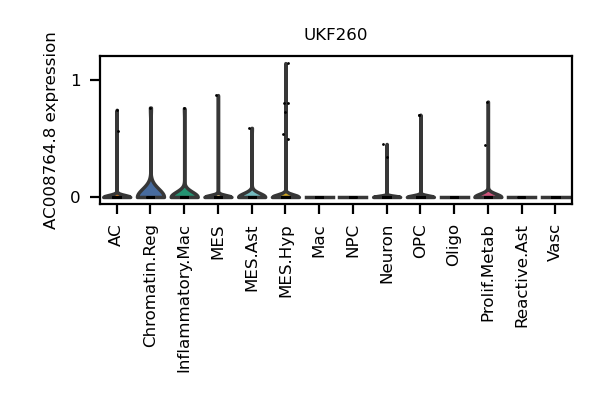 UKF260
AC008764.8 expression
1
0
AC
Chromatin.Reg
Inflammatory.Mac
MES
MES.Ast
MES.Hyp
Mac
NPC
Neuron
OPC
Oligo
Prolif.Metab
Reactive.Ast
Vasc